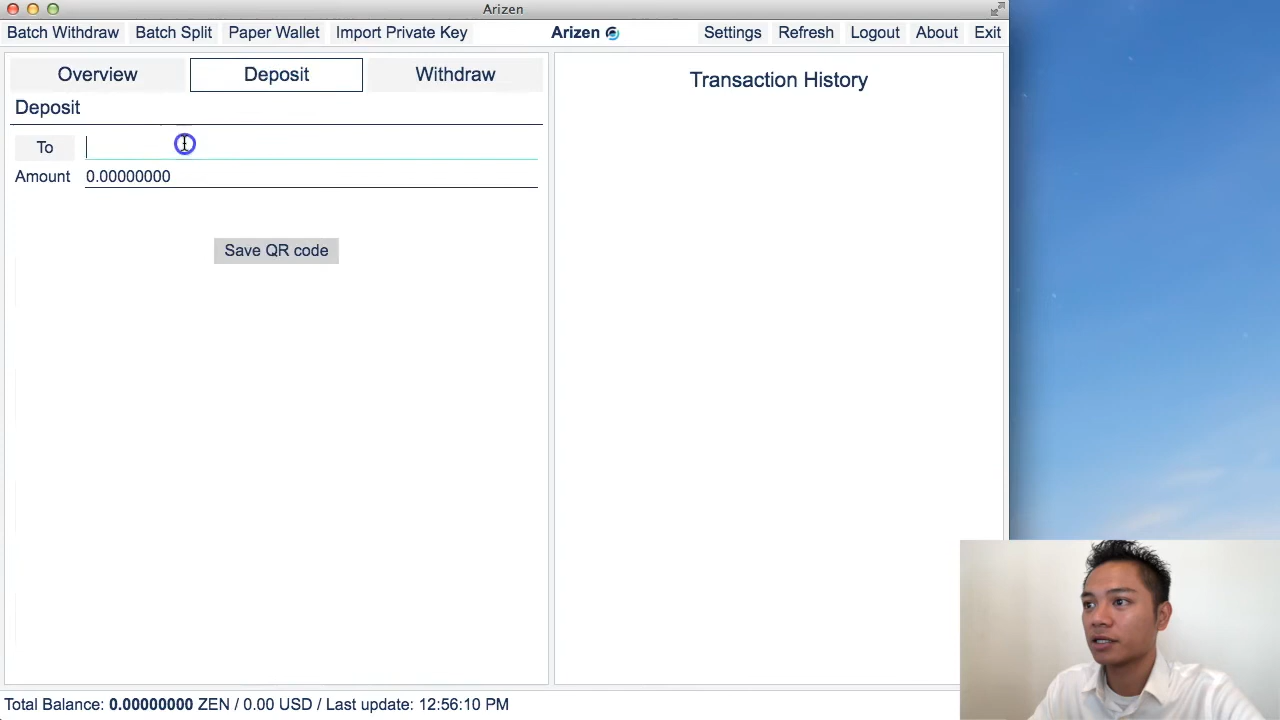 Arizen
Batch Withdraw Batch Split Paper Wallet Import Private Key Arizen Settings Refresh Logout About Exit
Overview Deposit Withdraw
Deposit
To
Amount 0.00000000
Save QR code
Transaction History
Total Balance: 0.00000000 ZEN / 0.00 USD / Last update: 12:56:10 PM